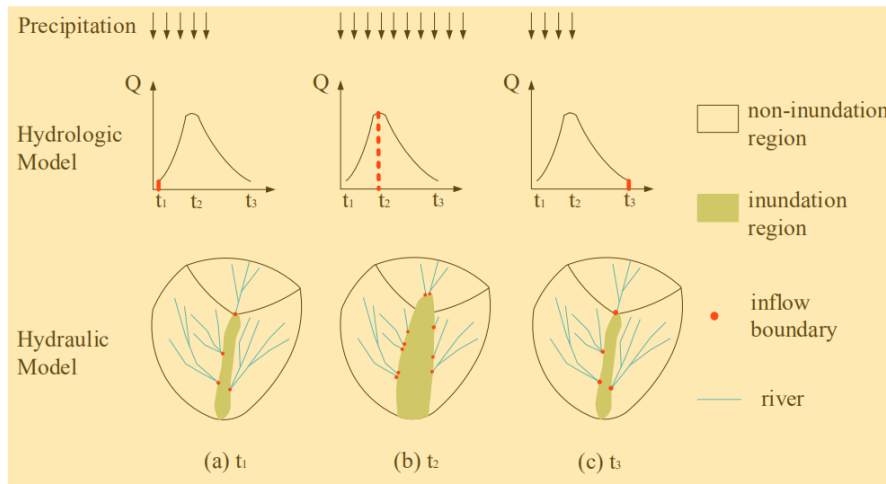 Precipitation
Q
Q
Q
Hydrologic
Model
t1
t2
t3
t1
t2
t3
t1
t2
t3
non-inundation
region
inundation
region
Hydraulic
Model
inflow
boundary
river
(a) t1
(b) t2
(c) t3